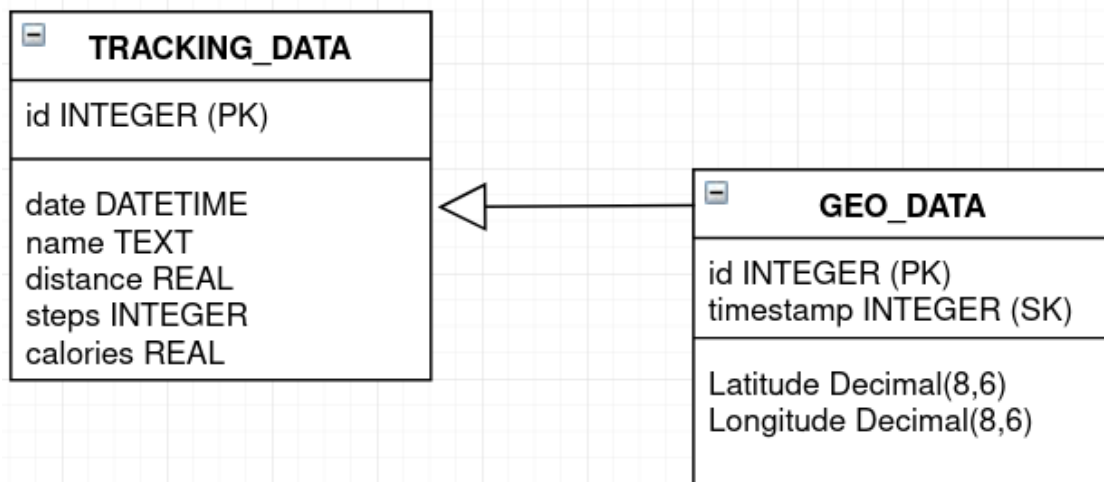 TRACKING_DATA
id INTEGER (PK)
date DATETIME
name TEXT
distance REAL
steps INTEGER
calories REAL
GEO_DATA
id INTEGER (PK)
timestamp INTEGER (SK)
Latitude Decimal(8,6)
Longitude Decimal(8,6)